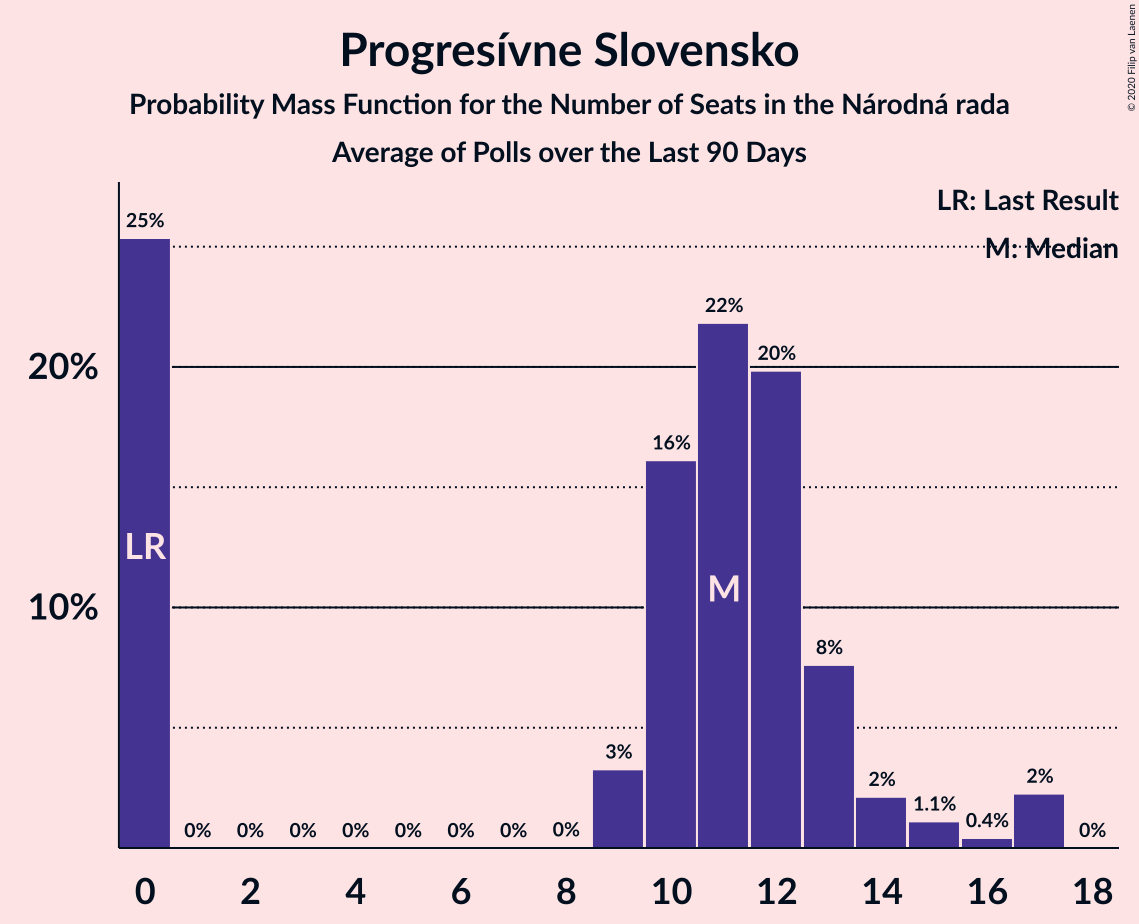 © 2020 Filip van Laenen
Progresívne Slovensko
Probability Mass Function for the Number of Seats in the Národná rada
Average of Polls over the Last 90 Days
LR: Last Result
M: Median
25%
22%
20%
20%
16%
LR
M
10%
8%
3%
2%
1.1%
0.4%
2%
0%
0%
0%
0%
0%
0%
0%
0%
0%
0 2 4 6 8 10 12 14 16 18